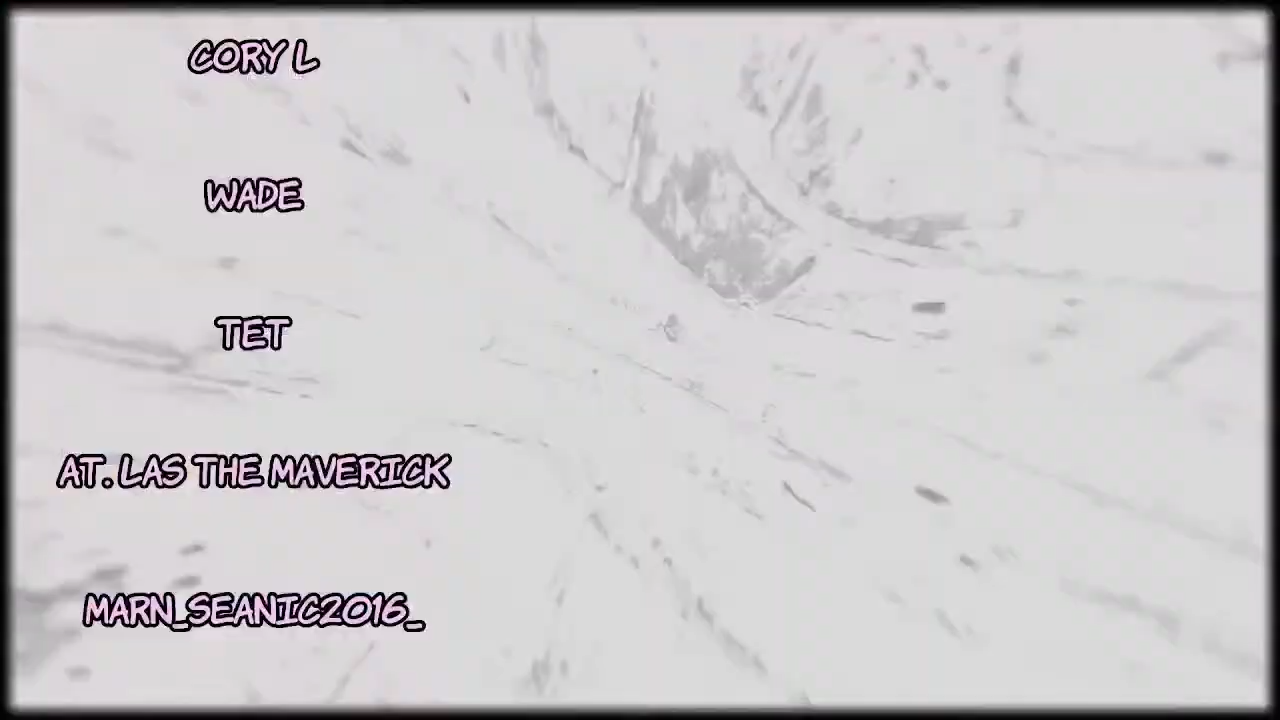 CORY L
WADE
TET
AT. LAS THE MAVERICK
MARN_SEANIC2016_